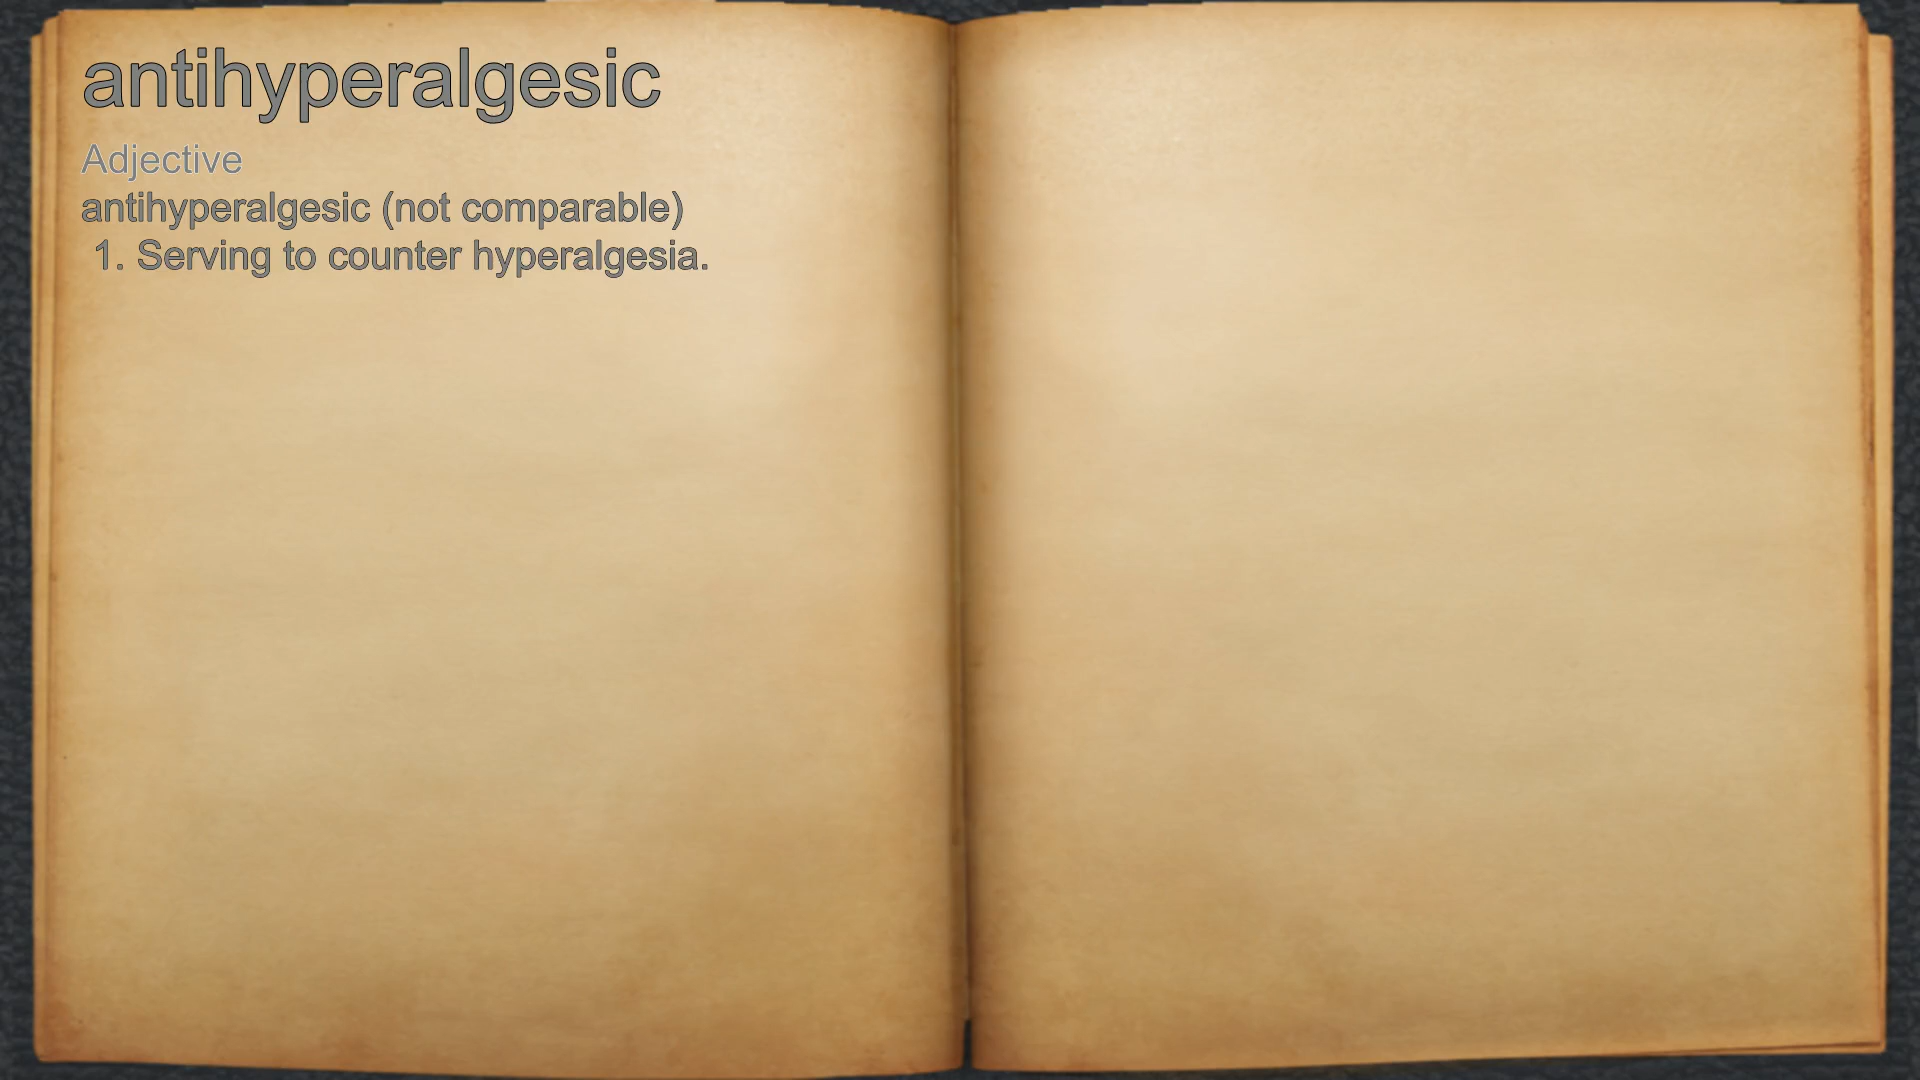 antihyperalgesic
Adjective
antihyperalgesic (not comparable)
1. Serving to counter hyperalgesia.